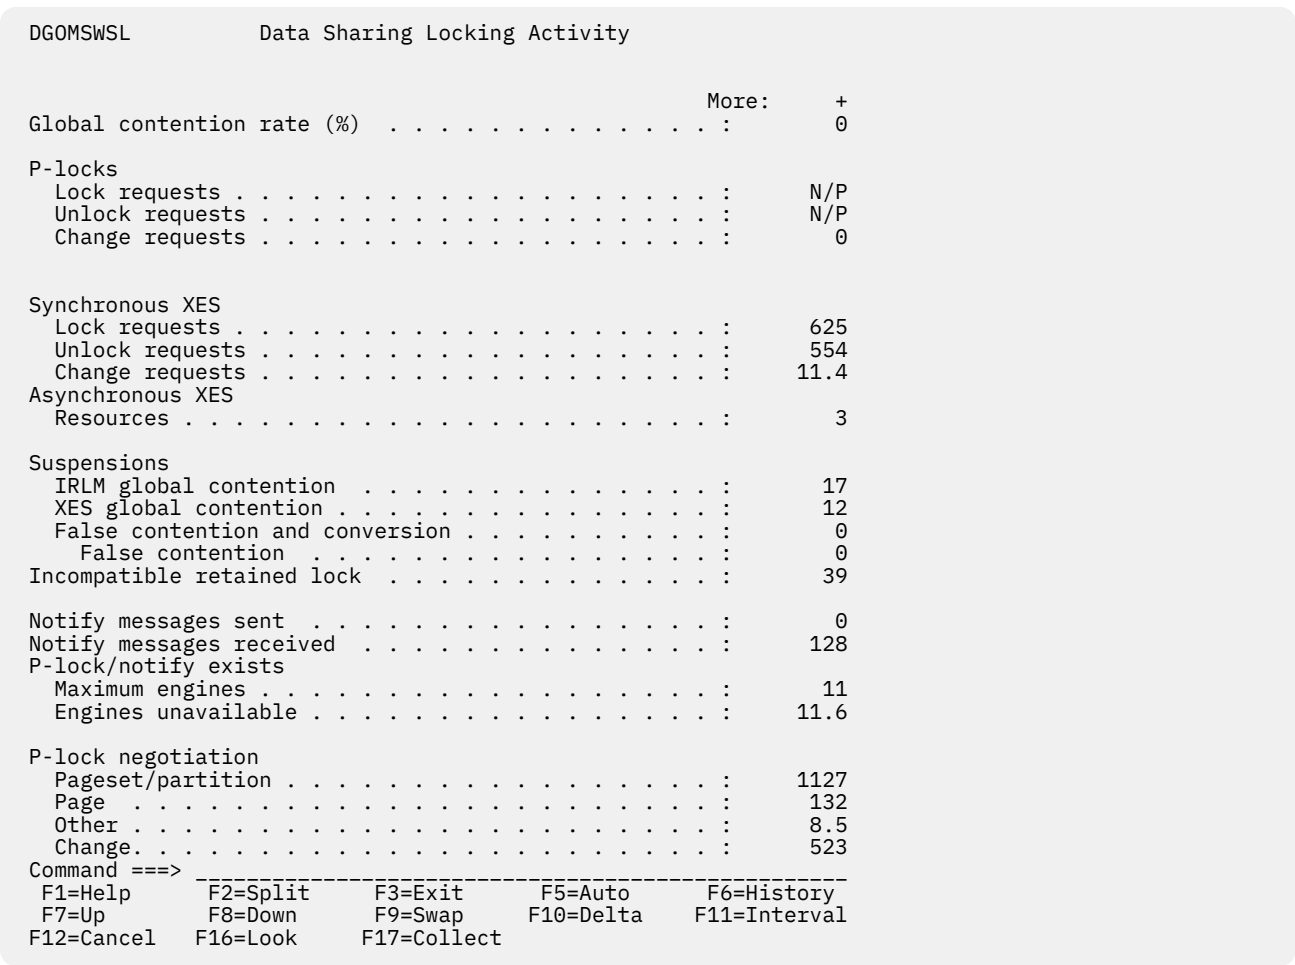 DGOMSWSL          Data Sharing Locking Activity
More:     +
Global contention rate (%)  . . . . . . . . . . . . . :        0
P-locks
  Lock requests . . . . . . . . . . . . . . . . . . . :      N/P
  Unlock requests . . . . . . . . . . . . . . . . . . :      N/P
  Change requests . . . . . . . . . . . . . . . . . . :        0
Synchronous XES
  Lock requests . . . . . . . . . . . . . . . . . . . :      625
  Unlock requests . . . . . . . . . . . . . . . . . . :      554
  Change requests . . . . . . . . . . . . . . . . . . :     11.4
Asynchronous XES
  Resources . . . . . . . . . . . . . . . . . . . . . :        3
Suspensions
  IRLM global contention  . . . . . . . . . . . . . . :       17
  XES global contention . . . . . . . . . . . . . . . :       12
  False contention and conversion . . . . . . . . . . :        0
    False contention  . . . . . . . . . . . . . . . . :        0
Incompatible retained lock  . . . . . . . . . . . . . :       39
Notify messages sent  . . . . . . . . . . . . . . . . :        0
Notify messages received  . . . . . . . . . . . . . . :      128
P-lock/notify exists
  Maximum engines . . . . . . . . . . . . . . . . . . :       11
  Engines unavailable . . . . . . . . . . . . . . . . :     11.6
P-lock negotiation
  Pageset/partition . . . . . . . . . . . . . . . . . :     1127
  Page  . . . . . . . . . . . . . . . . . . . . . . . :      132
  Other . . . . . . . . . . . . . . . . . . . . . . . :      8.5
  Change. . . . . . . . . . . . . . . . . . . . . . . :      523
Command ===> ___________________________________________________
 F1=Help      F2=Split     F3=Exit      F5=Auto      F6=History
 F7=Up        F8=Down      F9=Swap     F10=Delta    F11=Interval
F12=Cancel   F16=Look     F17=Collect